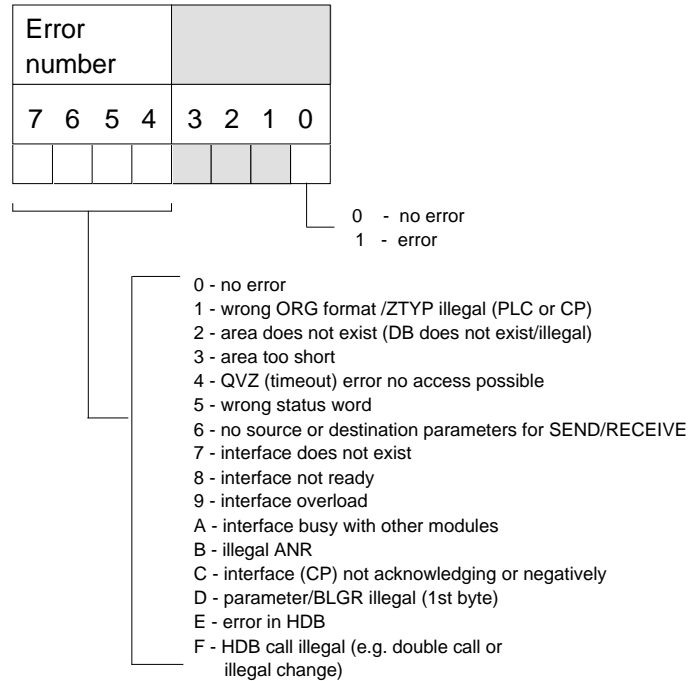 Error
number
7 6 5 4 3 2 1 0
0 - no error
1 - error
0 - no error
1 - wrong ORG format /ZTYP illegal (PLC or CP)
2 - area does not exist (DB does not exist/illegal)
3 - area too short
4 - QVZ (timeout) error no access possible
5 - wrong status word
6 - no source or destination parameters for SEND/RECEIVE
7 - interface does not exist
8 - interface not ready
9 - interface overload
A - interface busy with other modules
B - illegal ANR
C - interface (CP) not acknowledging or negatively
D - parameter/BLGR illegal (1st byte)
E - error in HDB
F - HDB call illegal (e.g. double call or
illegal change)